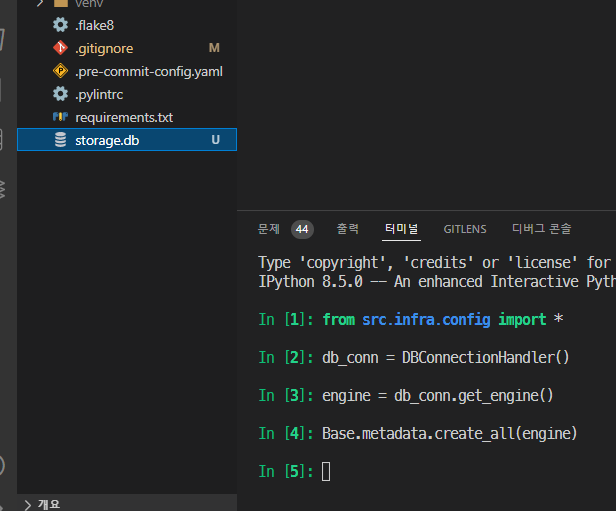 venv
.flake8
.gitignore M
.pre-commit-config.yaml
.pylintrc
requirements.txt
storage.db U
개요
문제 44 출력 터미널 GITLENS 디버그 콘솔
Type 'copyright', 'credits' or 'license' for
IPython 8.5.0 -- An enhanced Interactive Pyth
In [1]: from src.infra.config import *
In [2]: db_conn = DBConnectionHandler()
In [3]: engine = db_conn.get_engine()
In [4]: Base.metadata.create_all(engine)
In [5]: